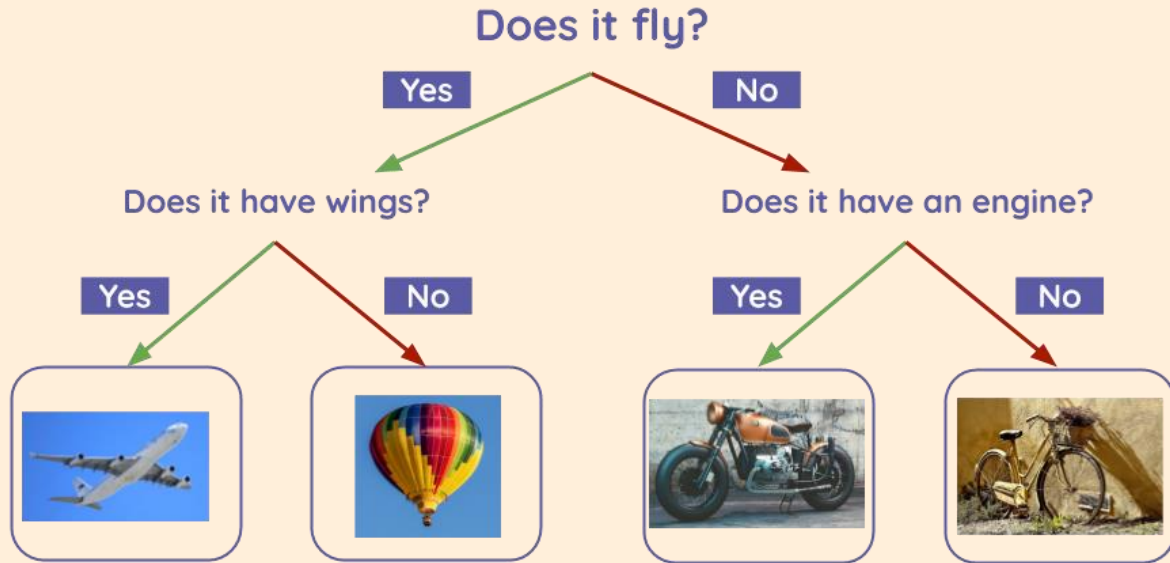 Does it fly?
Yes
No
Does it have wings?
Does it have an engine?
Yes
No
Yes
No